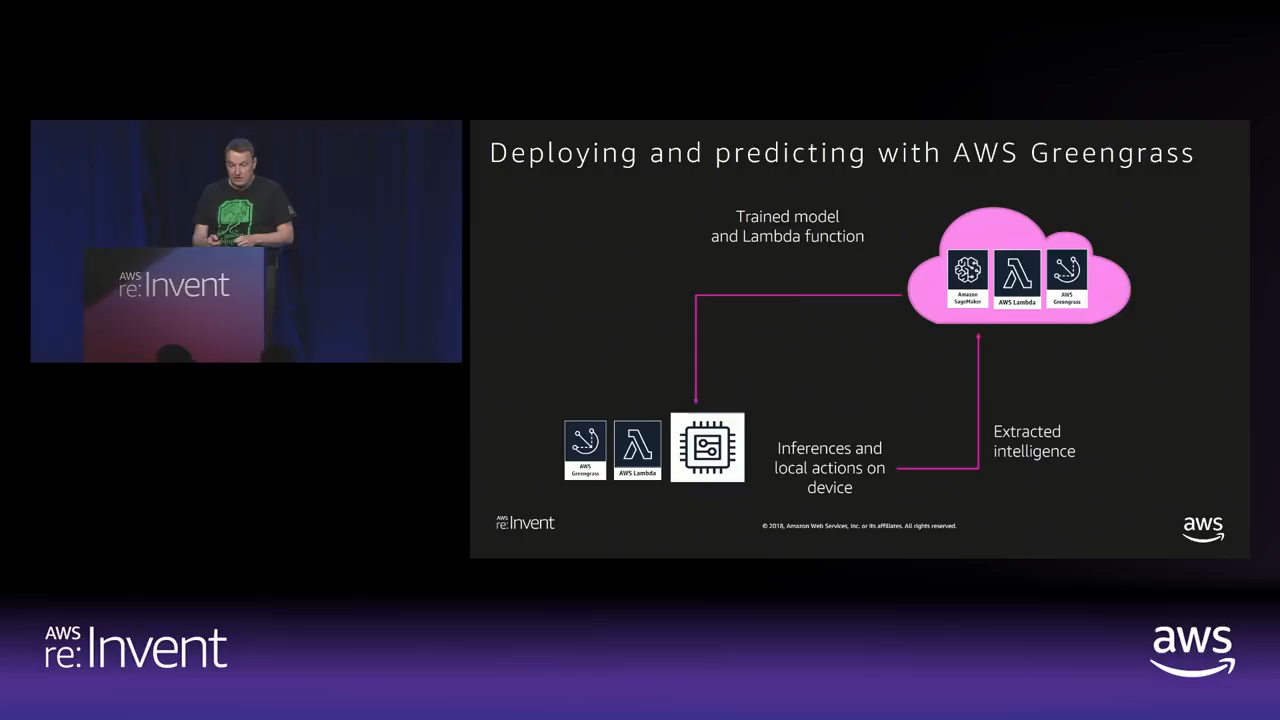 AWS
re:Invent
Deploying and predicting with AWS Greengrass
Trained model
and Lambda function
Amazon
SageMaker
AWS Lambda
AWS
Greengrass
AWS
Greengrass
AWS Lambda
Inferences and
local actions on
device
Extracted
intelligence
AWS
re:Invent
© 2018, Amazon Web Services, Inc. or its affiliates. All rights reserved.
aws
AWS
re:Invent
aws